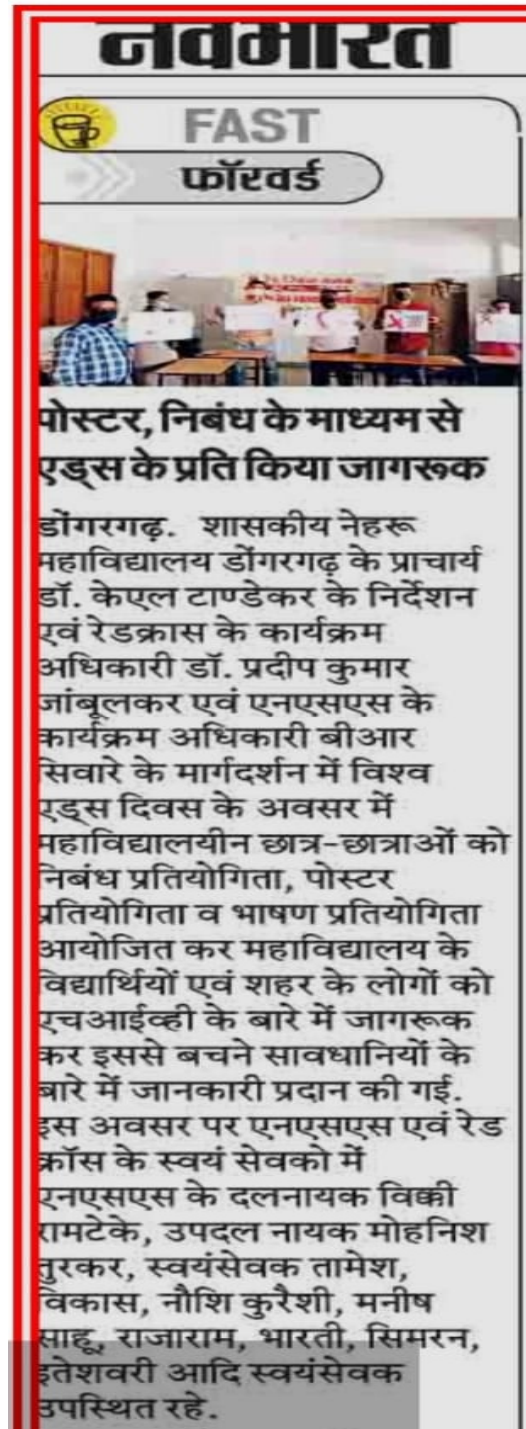 नवभारत
FAST
फॉरवर्ड
पोस्टर, निबंध के माध्यम से
एड्स के प्रति किया जागरूक
डोंगरगढ़. शासकीय नेहरू
महाविद्यालय डोंगरगढ़ के प्राचार्य
डॉ. केएल टाण्डेकर के निर्देशन
एवं रेडक्रास के कार्यक्रम
अधिकारी डॉ. प्रदीप कुमार
जांबूलकर एवं एनएसएस के
कार्यक्रम अधिकारी बीआर
सिवारे के मार्गदर्शन में विश्व
एड्स दिवस के अवसर में
महाविद्यालयीन छात्र-छात्राओं को
निबंध प्रतियोगिता, पोस्टर
प्रतियोगिता व भाषण प्रतियोगिता
आयोजित कर महाविद्यालय के
विद्यार्थियों एवं शहर के लोगों को
एचआईव्ही के बारे में जागरूक
कर इससे बचने सावधानियों के
बारे में जानकारी प्रदान की गई.
इस अवसर पर एनएसएस एवं रेड
क्रॉस के स्वयं सेवको में
एनएसएस के दलनायक विक्की
रामटेके, उपदल नायक मोहनिश
तुरकर, स्वयंसेवक तामेश,
विकास, नौशि कुरैशी, मनीष
साहू, राजाराम, भारती, सिमरन,
इतेशवरी आदि स्वयंसेवक
उपस्थित रहे.